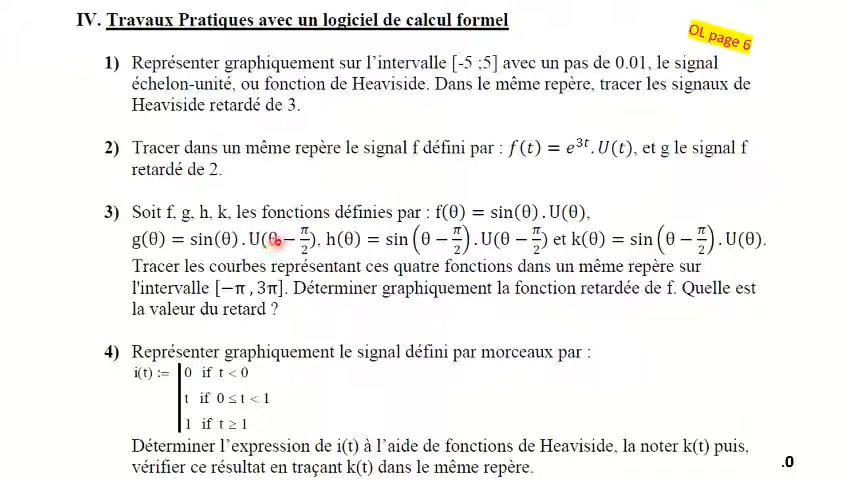 IV. Travaux Pratiques avec un logiciel de calcul formel
OL page 6
1) Représenter graphiquement sur l’intervalle [-5 ;5] avec un pas de 0.01, le signal
échelon-unité, ou fonction de Heaviside. Dans le même repère, tracer les signaux de
Heaviside retardé de 3.
2) Tracer dans un même repère le signal f défini par : f(t) = e³ᵗ. U(t), et g le signal f
retardé de 2.
3) Soit f, g, h, k, les fonctions définies par : f(θ) = sin(θ) . U(θ),
g(θ) = sin(θ) . U(θ − π/2), h(θ) = sin (θ − π/2) . U(θ − π/2) et k(θ) = sin (θ − π/2) . U(θ).
Tracer les courbes représentant ces quatre fonctions dans un même repère sur
l'intervalle [−π , 3π]. Déterminer graphiquement la fonction retardée de f. Quelle est
la valeur du retard ?
4) Représenter graphiquement le signal défini par morceaux par :
i(t) := 0 if t < 0
t if 0 ≤ t < 1
1 if t ≥ 1
Déterminer l’expression de i(t) à l’aide de fonctions de Heaviside, la noter k(t) puis,
vérifier ce résultat en traçant k(t) dans le même repère.
.0